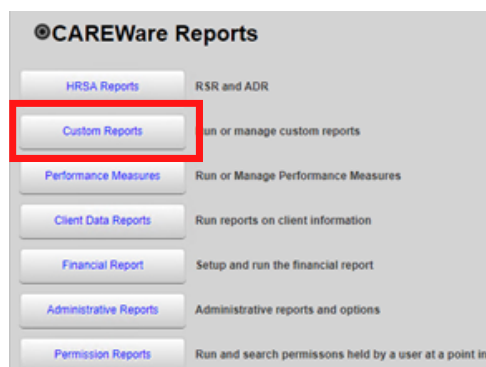 CAREWare Reports
HRSA Reports RSR and ADR
Custom Reports run or manage custom reports
Performance Measures Run or Manage Performance Measures
Client Data Reports Run reports on client information
Financial Report Setup and run the financial report
Administrative Reports Administrative reports and options
Permission Reports Run and search permissons held by a user at a point in